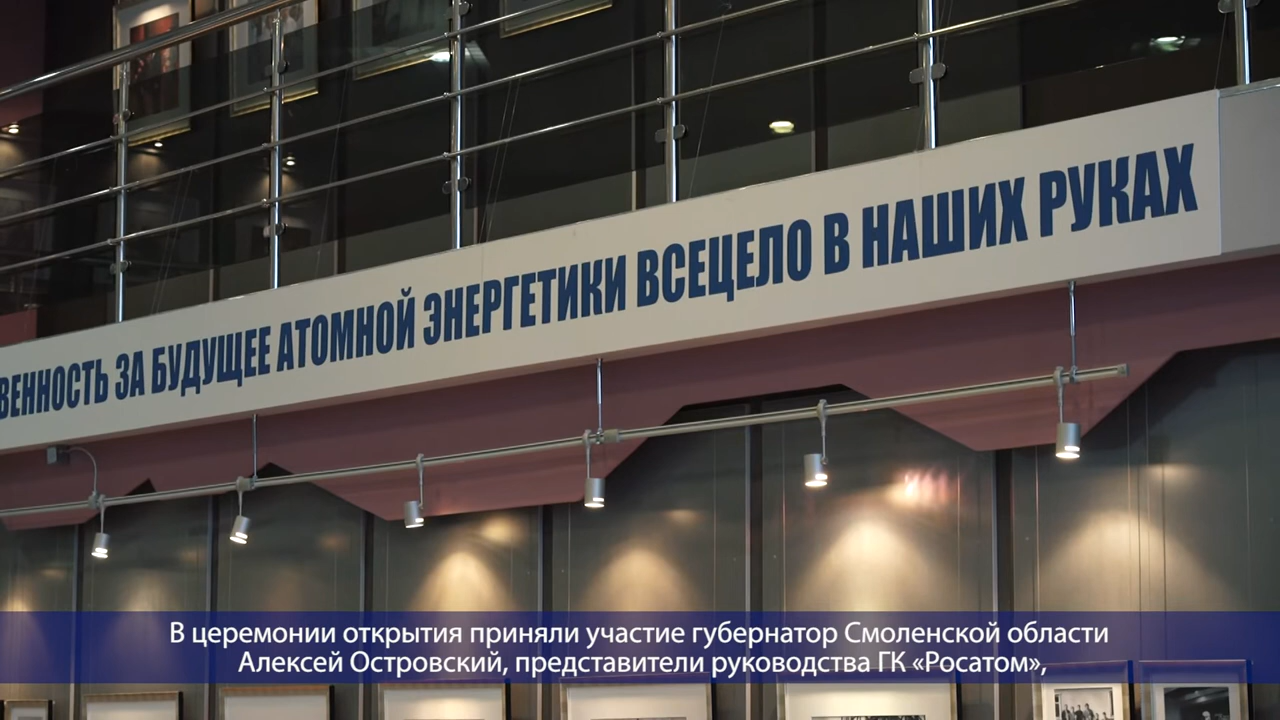 ВЕННОСТЬ ЗА БУДУЩЕЕ АТОМНОЙ ЭНЕРГЕТИКИ ВСЕЦЕЛО В НАШИХ РУКАХ
В церемонии открытия приняли участие губернатор Смоленской области
Алексей Островский, представители руководства ГК «Росатом»,